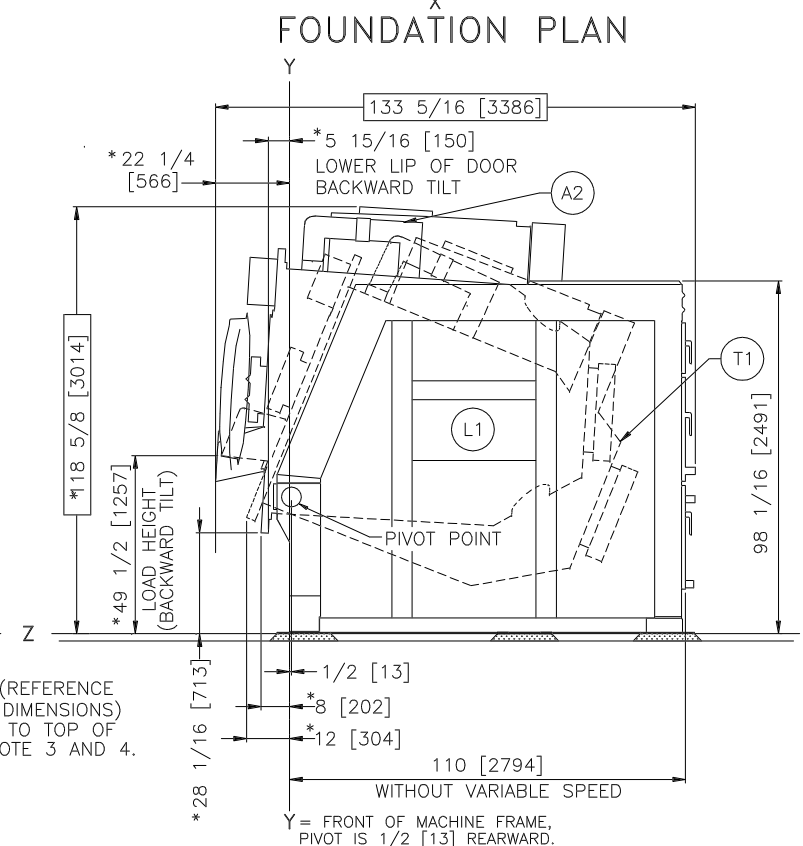 X
FOUNDATION PLAN
Y
133 5/16 [3386]
*5 15/16 [150]
LOWER LIP OF DOOR
BACKWARD TILT
*22 1/4
[566]
A2
*118 5/8 [3014]
T1
L1
98 1/16 [2491]
*49 1/2 [1257]
LOAD HEIGHT
(BACKWARD TILT)
PIVOT POINT
Z
1/2 [13]
*8 [202]
*12 [304]
*28 1/16 [713]
(REFERENCE
DIMENSIONS)
TO TOP OF
OTE 3 AND 4.
110 [2794]
WITHOUT VARIABLE SPEED
Y = FRONT OF MACHINE FRAME,
PIVOT IS 1/2 [13] REARWARD.